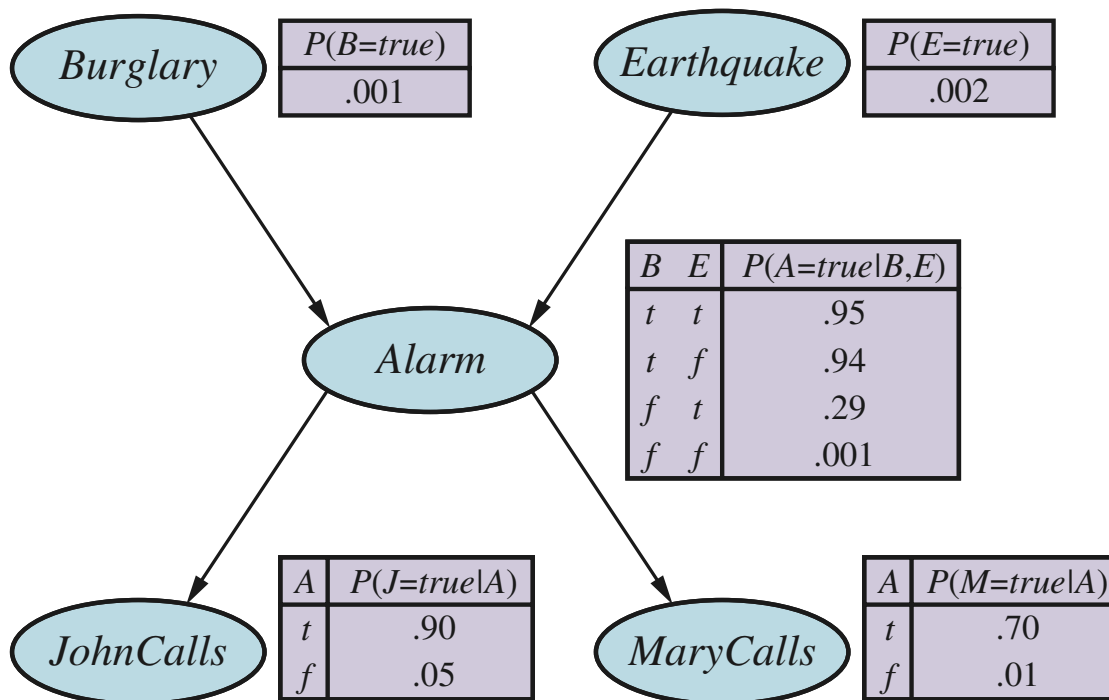 Burglary
P(B=true)
.001
Earthquake
P(E=true)
.002
Alarm
B E P(A=true|B,E)
t t .95
t f .94
f t .29
f f .001
JohnCalls
A P(J=true|A)
t .90
f .05
MaryCalls
A P(M=true|A)
t .70
f .01